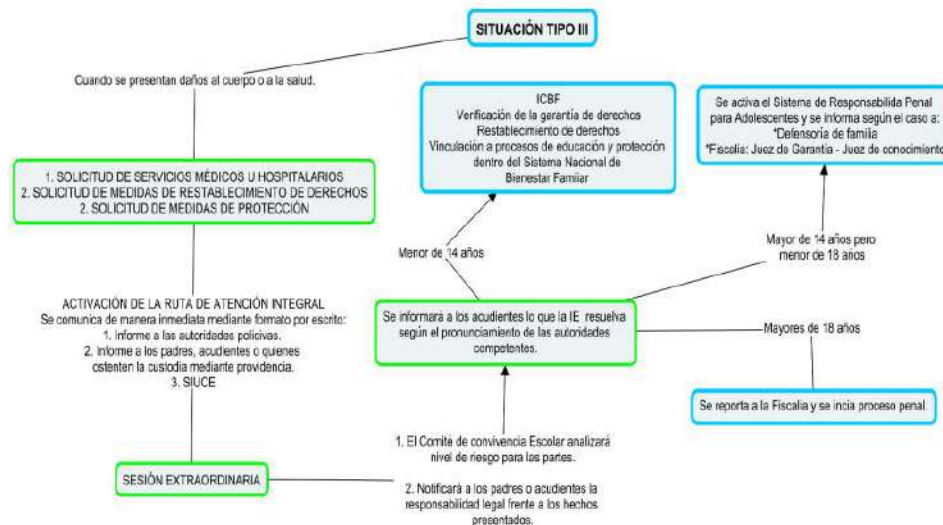 SITUACIÓN TIPO III
Cuando se presentan daños al cuerpo o a la salud.
1. SOLICITUD DE SERVICIOS MÉDICOS U HOSPITALARIOS
2. SOLICITUD DE MEDIDAS DE RESTABLECIMIENTO DE DERECHOS
2. SOLICITUD DE MEDIDAS DE PROTECCIÓN
ACTIVACIÓN DE LA RUTA DE ATENCIÓN INTEGRAL
Se comunica de manera inmediata mediante formato por escrito:
1. Informe a las autoridades policivas.
2. Informe a los padres, acudientes o quienes
ostenten la custodia mediante providencia.
3. SIUCE
SESIÓN EXTRAORDINARIA
1. El Comité de convivencia Escolar analizará
nivel de riesgo para las partes.
2. Notificará a los padres o acudientes la
responsabilidad legal frente a los hechos
presentados.
Se informará a los acudientes lo que la IE resuelva
según el pronunciamiento de las autoridades
competentes.
Menor de 14 años
ICBF
Verificación de la garantía de derechos
Restablecimiento de derechos
Vinculación a procesos de educación y protección
dentro del Sistema Nacional de
Bienestar Familiar
Mayor de 14 años pero
menor de 18 años
Se activa el Sistema de Responsabilida Penal
para Adolescentes y se informa según el caso a:
*Defensoría de familia
*Fiscalia: Juez de Garantia - Juez de conocimiento
Mayores de 18 años
Se reporta a la Fiscalia y se incia proceso penal.